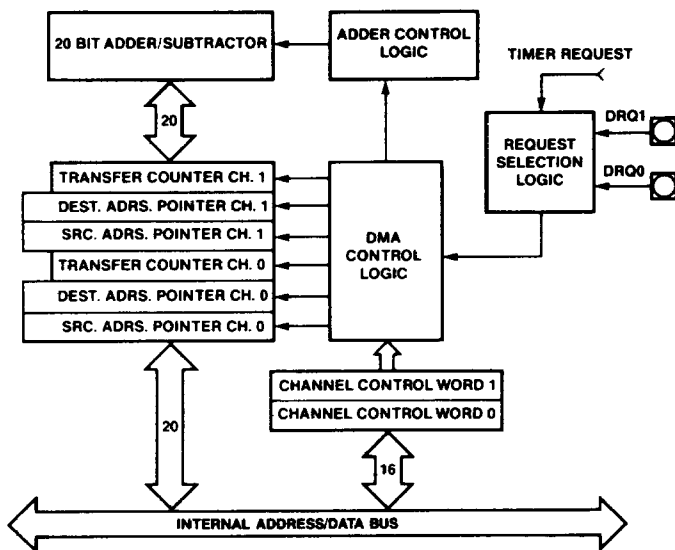 20 BIT ADDER/SUBTRACTOR
ADDER CONTROL
LOGIC
TIMER REQUEST
20
REQUEST
SELECTION
LOGIC
DRQ1
DRQ0
TRANSFER COUNTER CH. 1
DEST. ADRS. POINTER CH. 1
SRC. ADRS. POINTER CH. 1
TRANSFER COUNTER CH. 0
DEST. ADRS. POINTER CH. 0
SRC. ADRS. POINTER CH. 0
DMA
CONTROL
LOGIC
CHANNEL CONTROL WORD 1
CHANNEL CONTROL WORD 0
20
16
INTERNAL ADDRESS/DATA BUS